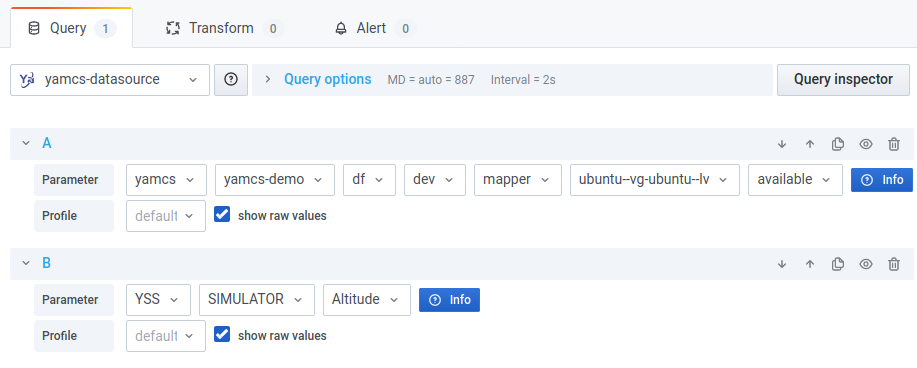 Query 1 Transform 0 Alert 0
yamcs-datasource Query options MD = auto = 887 Interval = 2s Query inspector
A
Parameter yamcs yamcs-demo df dev mapper ubuntu--vg-ubuntu--lv available Info
Profile default show raw values
B
Parameter YSS SIMULATOR Altitude Info
Profile default show raw values